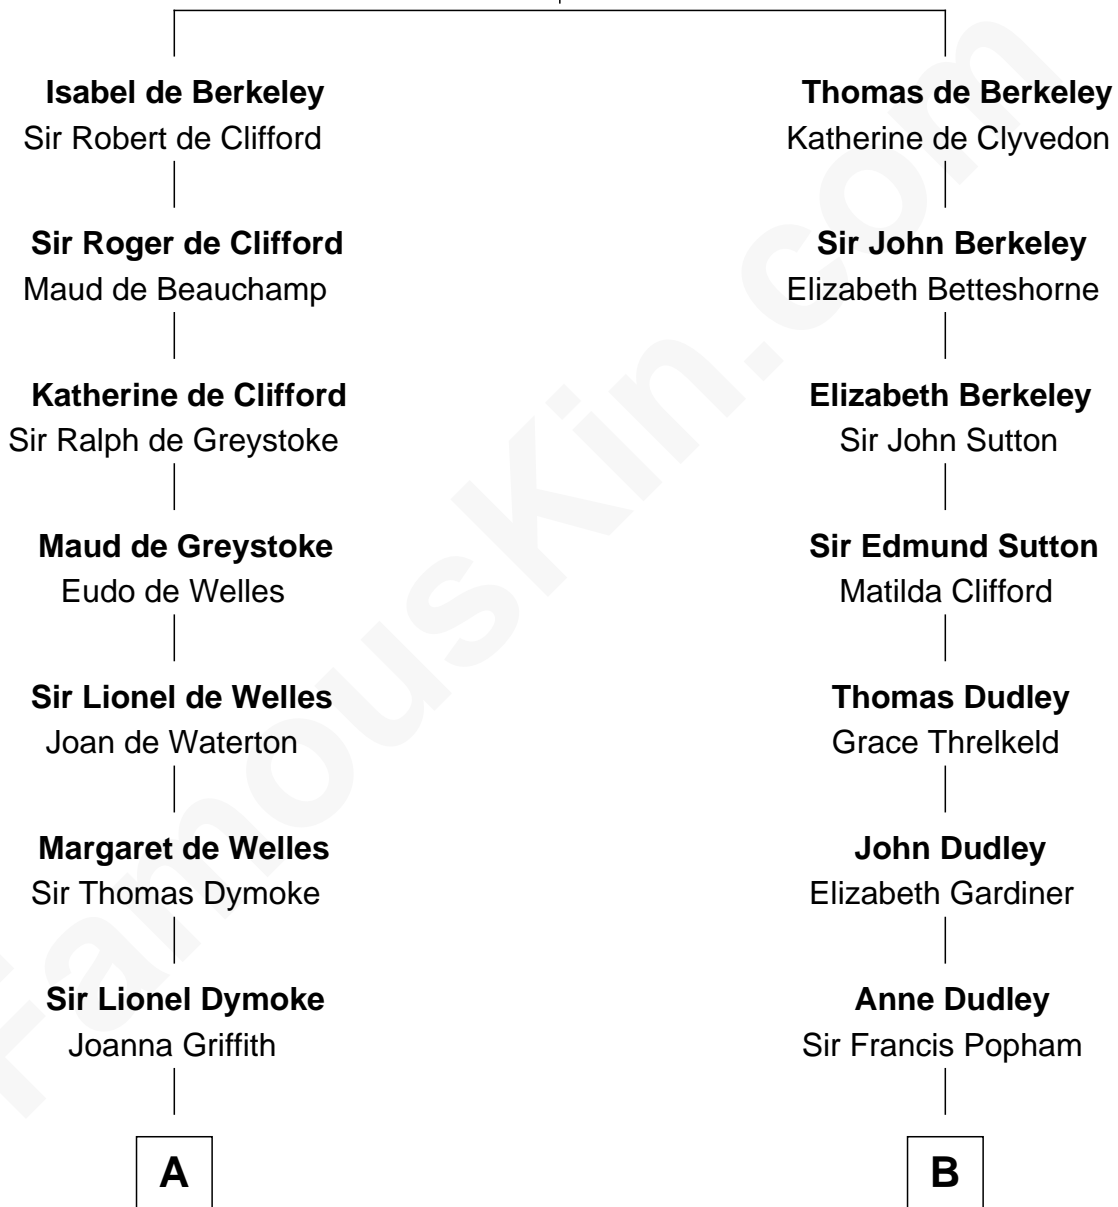 Isabel de Berkeley
Sir Robert de Clifford
Sir Roger de Clifford
Maud de Beauchamp
Katherine de Clifford
Sir Ralph de Greystoke
Maud de Greystoke
Eudo de Welles
Sir Lionel de Welles
Joan de Waterton
Margaret de Welles
Sir Thomas Dymoke
Sir Lionel Dymoke
Joanna Griffith
A
Thomas de Berkeley
Katherine de Clyvedon
Sir John Berkeley
Elizabeth Betteshorne
Elizabeth Berkeley
Sir John Sutton
Sir Edmund Sutton
Matilda Clifford
Thomas Dudley
Grace Threlkeld
John Dudley
Elizabeth Gardiner
Anne Dudley
Sir Francis Popham
B
FamousKin.com